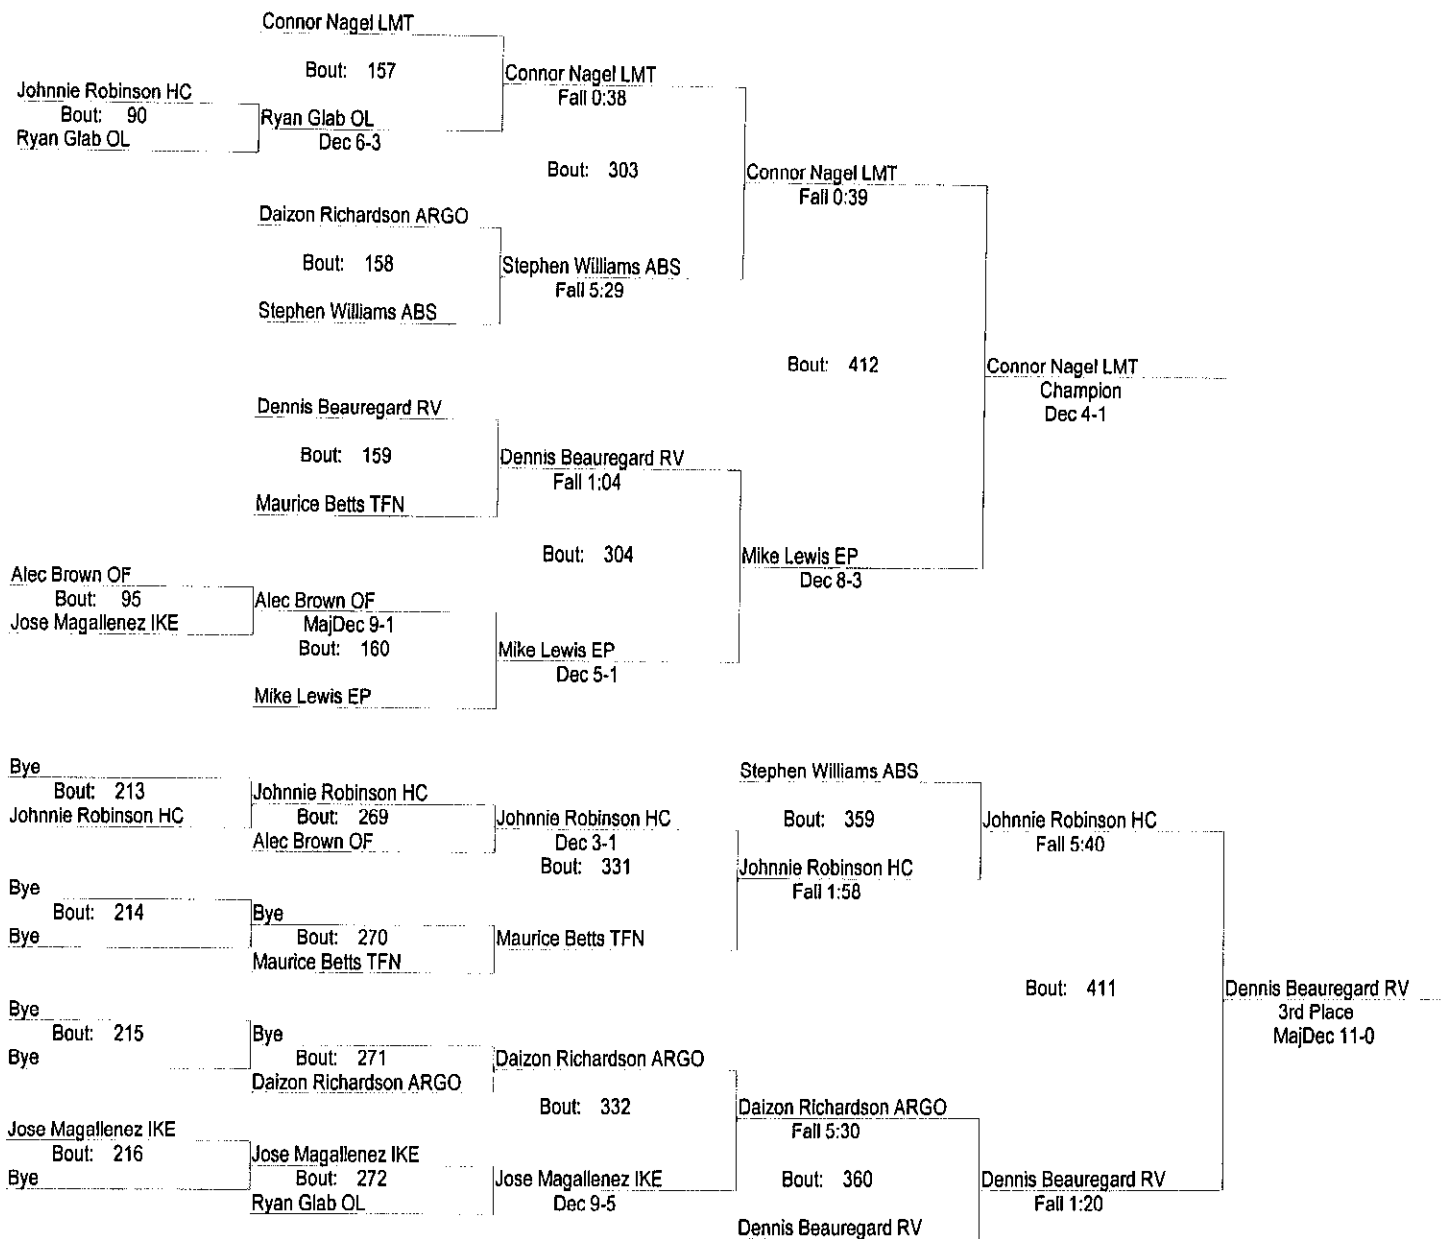 Connor Nagel LMT
Bout: 157
Connor Nagel LMT
Fall 0:38
Johnnie Robinson HC
Bout: 90
Ryan Glab OL
Ryan Glab OL
Dec 6-3
Bout: 303
Connor Nagel LMT
Fall 0:39
Daizon Richardson ARGO
Bout: 158
Stephen Williams ABS
Fall 5:29
Stephen Williams ABS
Bout: 412
Connor Nagel LMT
Champion
Dec 4-1
Dennis Beauregard RV
Bout: 159
Dennis Beauregard RV
Fall 1:04
Maurice Betts TFN
Bout: 304
Mike Lewis EP
Dec 8-3
Alec Brown OF
Bout: 95
Jose Magallenez IKE
Alec Brown OF
MajDec 9-1
Bout: 160
Mike Lewis EP
Dec 5-1
Mike Lewis EP
Bye
Bout: 213
Johnnie Robinson HC
Johnnie Robinson HC
Bout: 269
Alec Brown OF
Johnnie Robinson HC
Dec 3-1
Bout: 331
Stephen Williams ABS
Bout: 359
Johnnie Robinson HC
Fall 1:58
Johnnie Robinson HC
Fall 5:40
Bye
Bout: 214
Bye
Bye
Bout: 270
Maurice Betts TFN
Maurice Betts TFN
Bout: 411
Dennis Beauregard RV
3rd Place
MajDec 11-0
Bye
Bout: 215
Bye
Bye
Bout: 271
Daizon Richardson ARGO
Daizon Richardson ARGO
Bout: 332
Daizon Richardson ARGO
Fall 5:30
Jose Magallenez IKE
Bout: 216
Bye
Jose Magallenez IKE
Bout: 272
Ryan Glab OL
Jose Magallenez IKE
Dec 9-5
Bout: 360
Dennis Beauregard RV
Dennis Beauregard RV
Fall 1:20